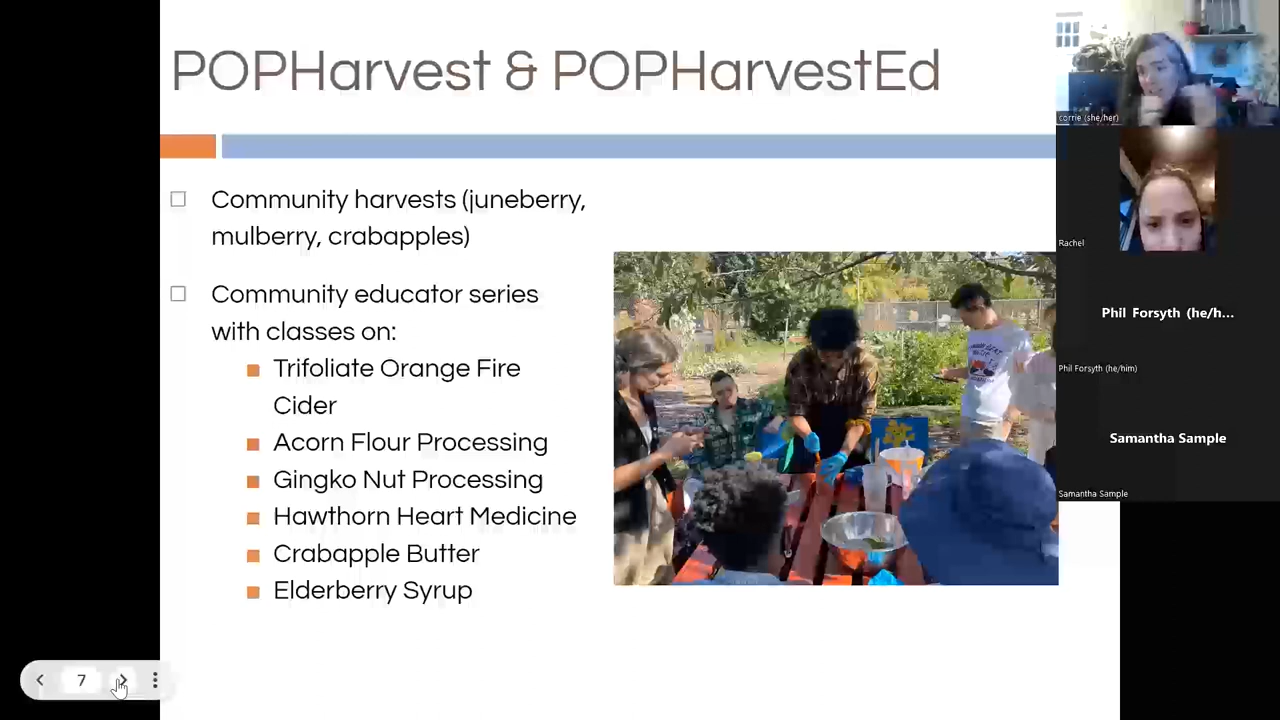 POPHarvest & POPHarvestEd
Community harvests (juneberry,
mulberry, crabapples)
Community educator series
with classes on:
Trifoliate Orange Fire
Cider
Acorn Flour Processing
Gingko Nut Processing
Hawthorn Heart Medicine
Crabapple Butter
Elderberry Syrup
7
corrie (she/her)
Rachel
Phil Forsyth (he/h...
Phil Forsyth (he/him)
Samantha Sample
Samantha Sample